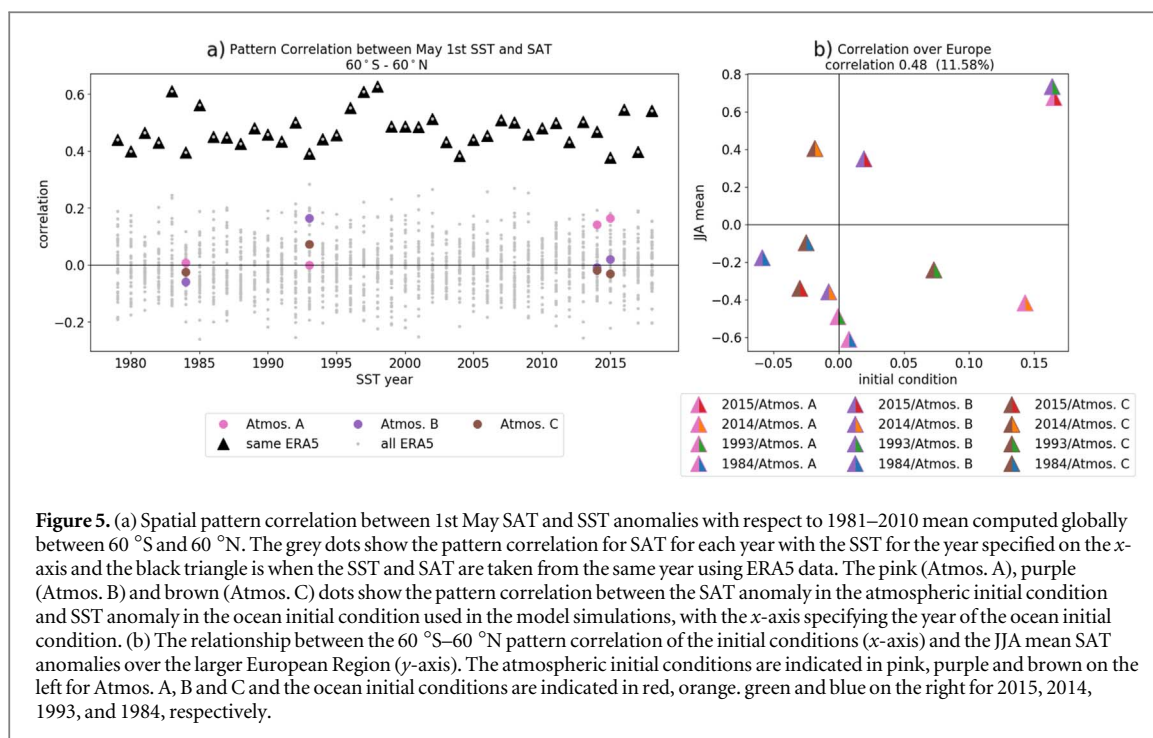 a) Pattern Correlation between May 1st SST and SAT
60°S - 60°N
correlation
0.6
0.4
0.2
0.0
−0.2
1980 1985 1990 1995 2000 2005 2010 2015
SST year
Atmos. A Atmos. B Atmos. C
same ERA5 all ERA5
b) Correlation over Europe
correlation 0.48 (11.58%)
JJA mean
0.8
0.6
0.4
0.2
0.0
−0.2
−0.4
−0.6
−0.05 0.00 0.05 0.10 0.15
initial condition
2015/Atmos. A 2015/Atmos. B 2015/Atmos. C
2014/Atmos. A 2014/Atmos. B 2014/Atmos. C
1993/Atmos. A 1993/Atmos. B 1993/Atmos. C
1984/Atmos. A 1984/Atmos. B 1984/Atmos. C
Figure 5. (a) Spatial pattern correlation between 1st May SAT and SST anomalies with respect to 1981–2010 mean computed globally
between 60 °S and 60 °N. The grey dots show the pattern correlation for SAT for each year with the SST for the year specified on the x-
axis and the black triangle is when the SST and SAT are taken from the same year using ERA5 data. The pink (Atmos. A), purple
(Atmos. B) and brown (Atmos. C) dots show the pattern correlation between the SAT anomaly in the atmospheric initial condition
and SST anomaly in the ocean initial condition used in the model simulations, with the x-axis specifying the year of the ocean initial
condition. (b) The relationship between the 60 °S–60 °N pattern correlation of the initial conditions (x-axis) and the JJA mean SAT
anomalies over the larger European Region (y-axis). The atmospheric initial conditions are indicated in pink, purple and brown on the
left for Atmos. A, B and C and the ocean initial conditions are indicated in red, orange. green and blue on the right for 2015, 2014,
1993, and 1984, respectively.